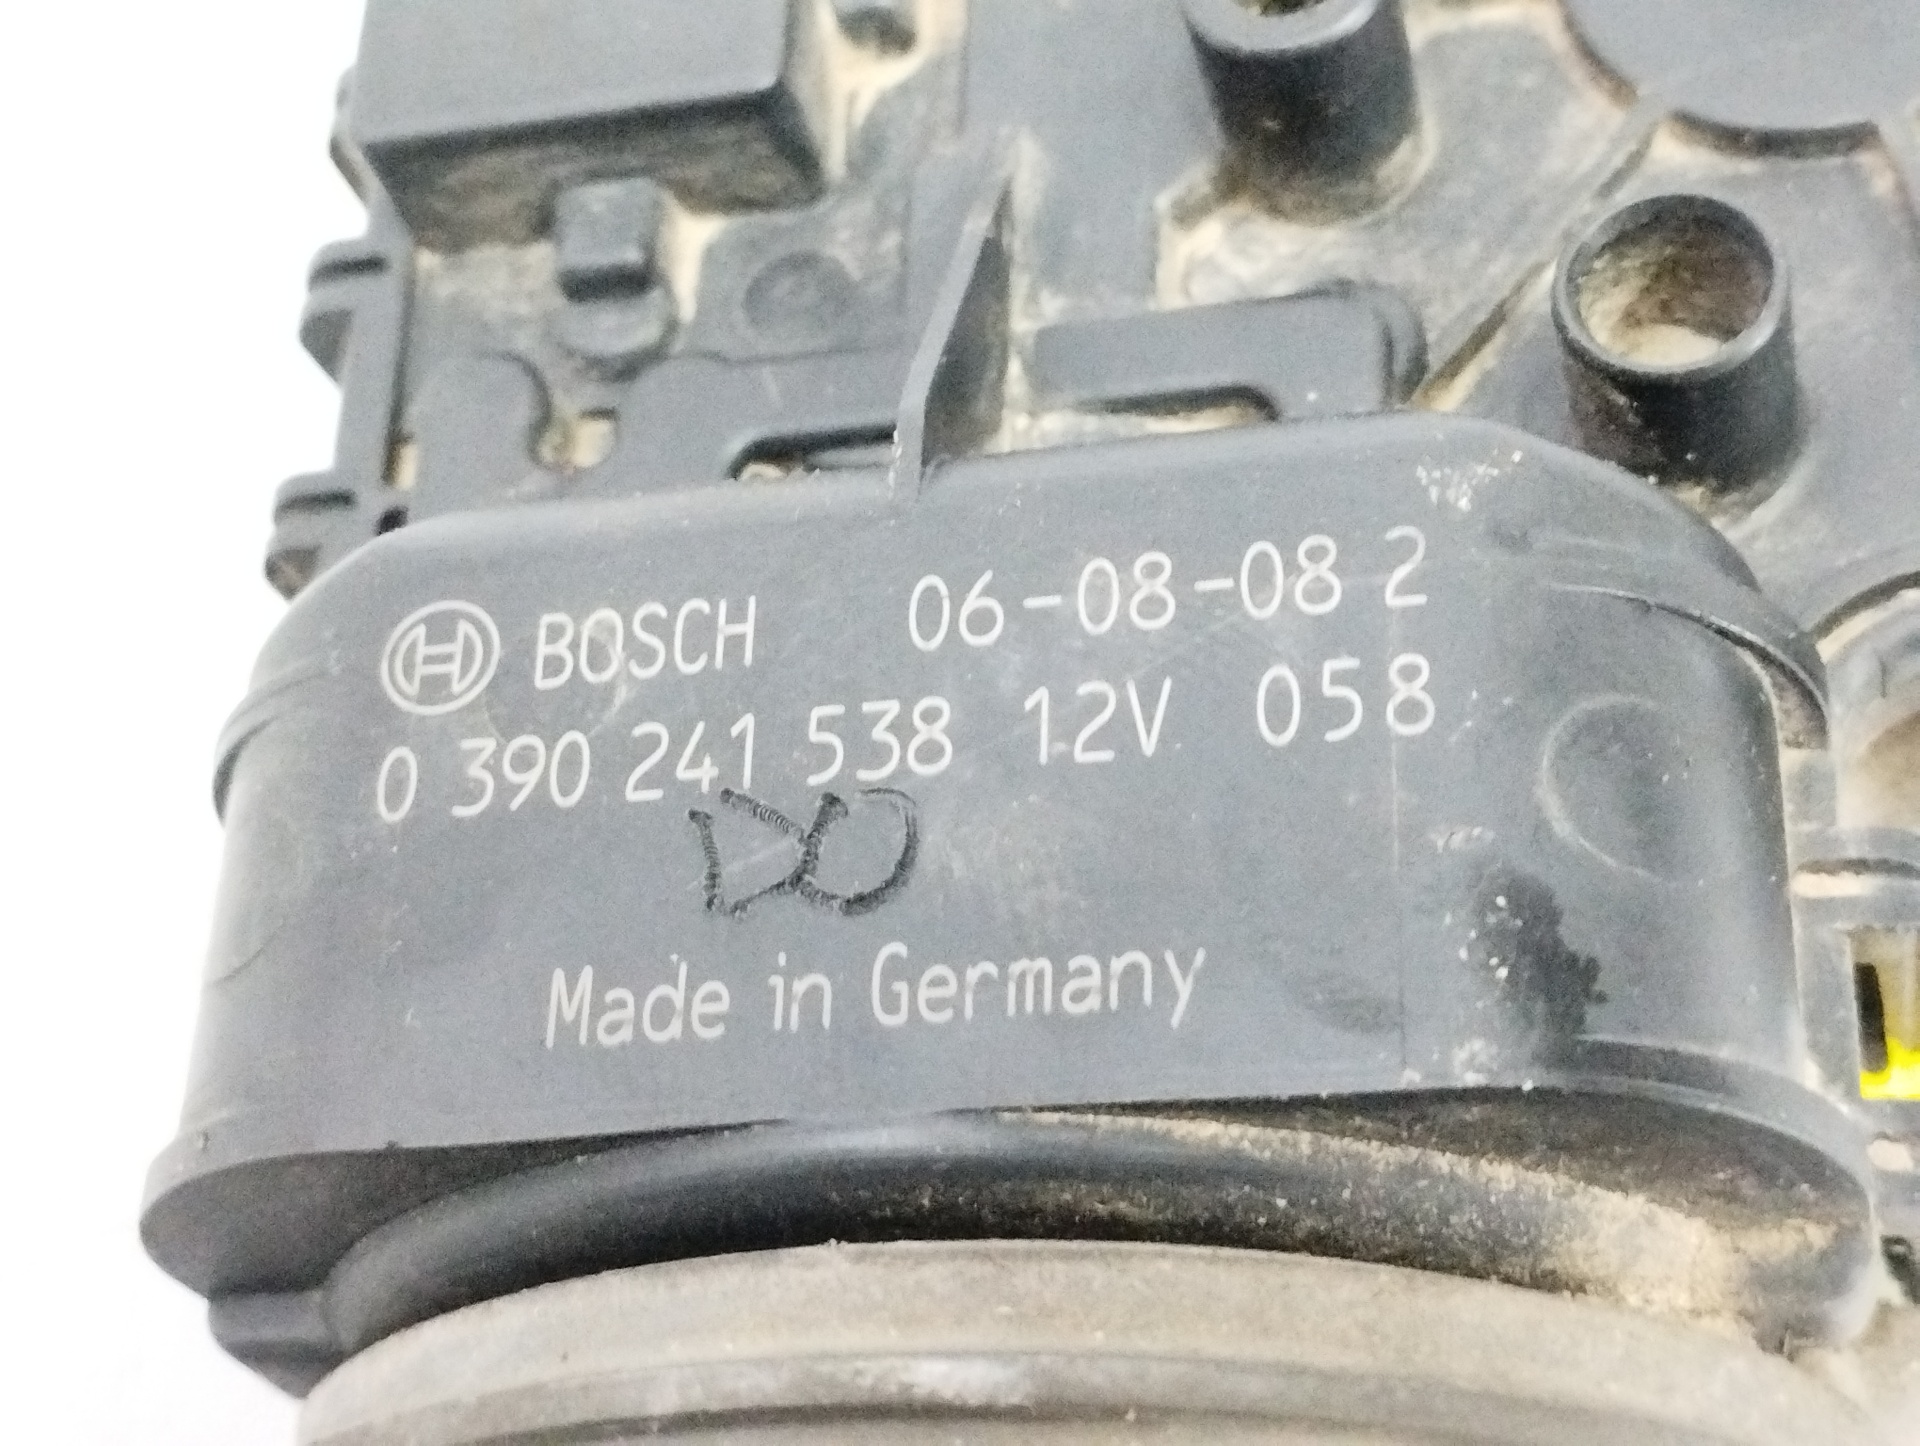 BOSCH 06-08-08 2
0 390 241 538 12V 058
Made in Germany